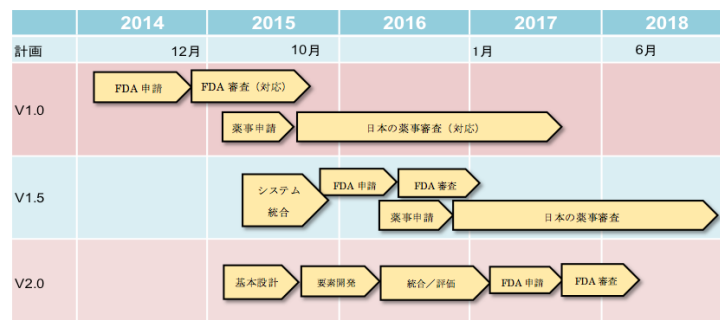 2014 2015 2016 2017 2018
計画 12月 10月 1月 6月
V1.0
FDA 申請 FDA 審査（対応）
薬事申請 日本の薬事審査（対応）
V1.5
システム
統合
FDA 申請 FDA 審査
薬事申請 日本の薬事審査
V2.0 基本設計 要素開発 統合／評価 FDA 申請 FDA 審査